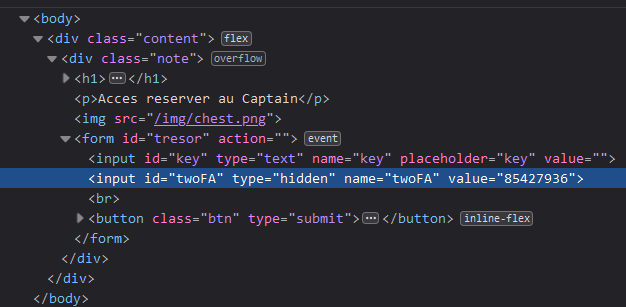 <body>
<div class="content"> flex
<div class="note"> overflow
<h1> ••• </h1>
<p>Acces reserver au Captain</p>
<img src="/img/chest.png">
<form id="tresor" action=""> event
<input id="key" type="text" name="key" placeholder="key" value="">
<input id="twoFA" type="hidden" name="twoFA" value="85427936">
<br>
<button class="btn" type="submit"> ••• </button> inline-flex
</form>
</div>
</div>
</body>